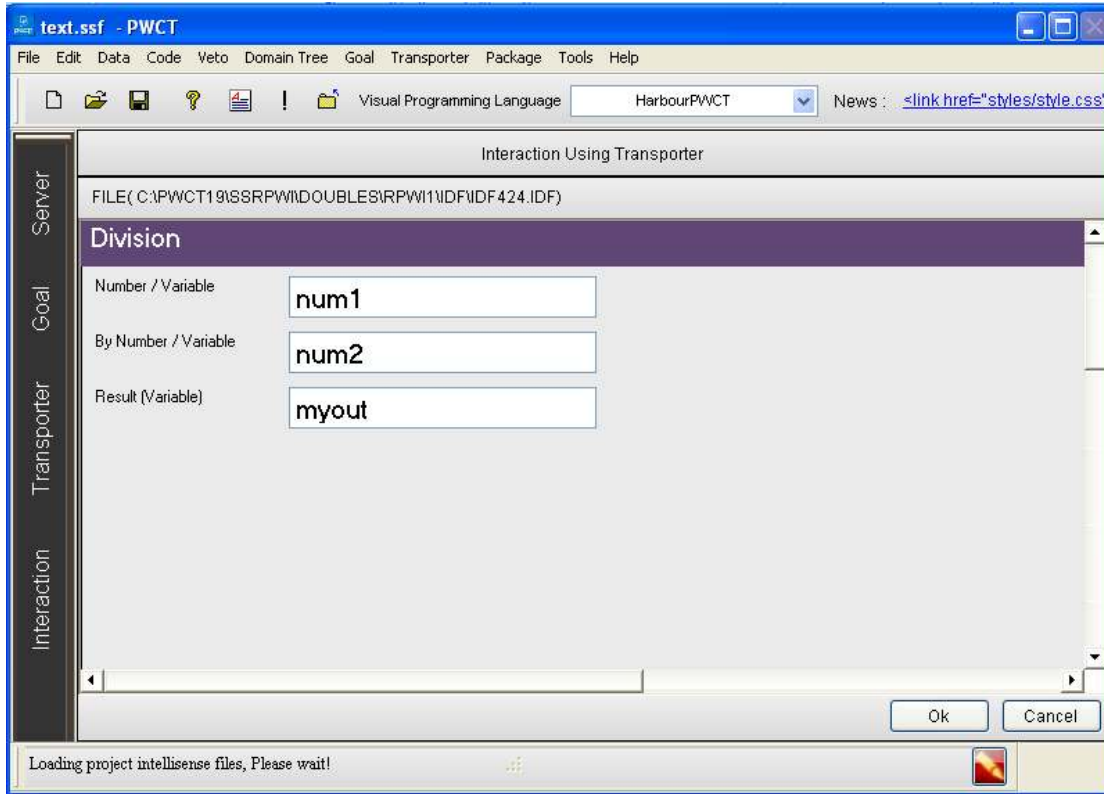 text.ssf - PWCT
File Edit Data Code Veto Domain Tree Goal Transporter Package Tools Help
Visual Programming Language HarbourPWCT News : <link href="styles/style.css"
Interaction Using Transporter
FILE( C:\PWCT19\SSRPWI\DOUBLES\RPWI1\IDF\IDF424.IDF)
Server
Goal
Transporter
Interaction
Division
Number / Variable num1
By Number / Variable num2
Result (Variable) myout
Ok Cancel
Loading project intellisense files, Please wait!